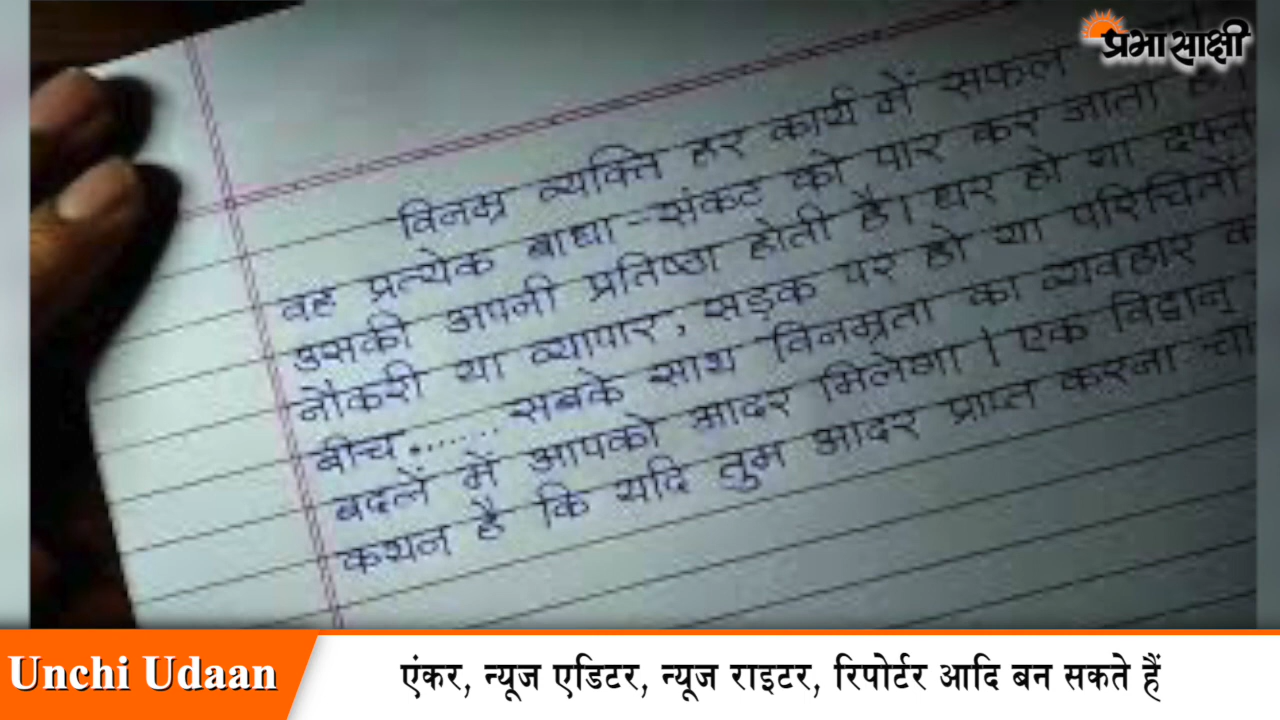 प्रभासाक्षी
विनम्र व्यक्ति हर कार्य में सफल
वह प्रत्येक बाधा-संकट को पार कर जाता है।
उसकी अपनी प्रतिष्ठा होती है। घर हो या दफ्त
नौकरी या व्यापार, सड़क पर हो या परिचितों
बीच....... सबके साथ विनम्रता का व्यवहार क
बदलें में आपको आदर मिलेगा। एक विद्वान्
कथन है कि यदि तुम आदर प्राप्त करना चा
Unchi Udaan
एंकर, न्यूज एडिटर, न्यूज राइटर, रिपोर्टर आदि बन सकते हैं